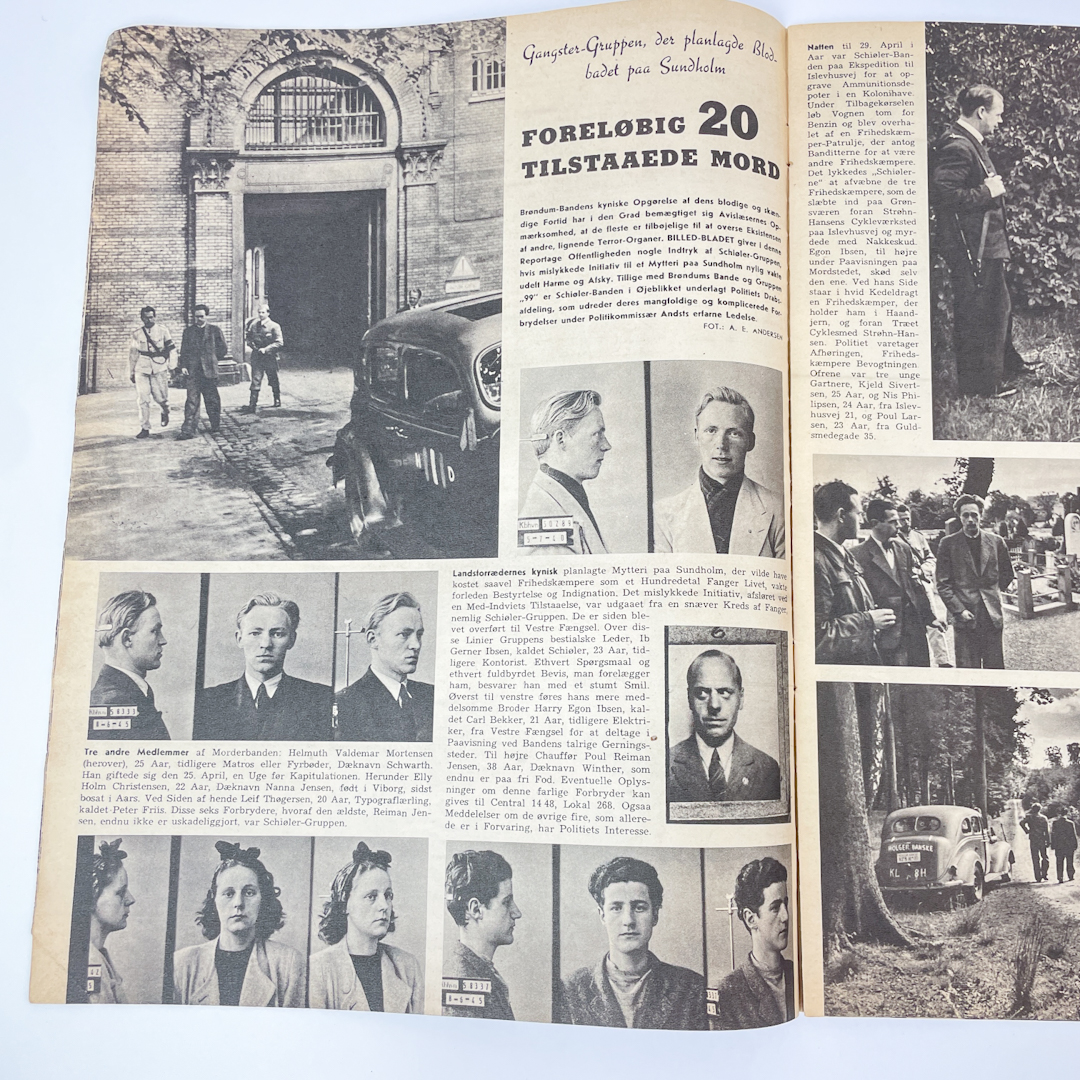 Gangster-Gruppen, der planlagde Blod-
badet paa Sundholm
FORELØBIG 20
TILSTAAEDE MORD
Brøndum-Bandens kyniske Opgørelse af dens blodige og skæn-
dige Fortid har i den Grad bemægtiget sig Avislæsernes Op-
mærksomhed, at de fleste er tilbøjelige til at overse Eksistensen
af andre, lignende Terror-Organer. BILLED-BLADET giver i denne
Reportage Offentligheden nogle Indtryk af Schiøler-Gruppen,
hvis mislykkede Initiativ til et Mytteri paa Sundholm nylig vakte
udelt Harme og Afsky. Tillige med Brøndums Bande og Gruppen
„99" er Schiøler-Banden i Øjeblikket underlagt Politiets Drabs-
afdeling, som udreder deres mangfoldige og komplicerede For-
brydelser under Politikommissær Andsts erfarne Ledelse.
FOT.: A. E. ANDERSEN
Kbhvn 50289
5-7-40
Landsforrædernes kynisk planlagte Mytteri paa Sundholm, der vilde have
kostet saavel Frihedskæmpere som et Hundredetal Fanger Livet, vakte
forleden Bestyrtelse og Indignation. Det mislykkede Initiativ, afsløret ved
en Med-Indviets Tilstaaelse, var udgaaet fra en snæver Kreds af Fanger,
nemlig Schiøler-Gruppen. De er siden ble-
vet overført til Vestre Fængsel. Over dis-
se Linier Gruppens bestialske Leder, Ib
Gerner Ibsen, kaldet Schiøler, 23 Aar, tid-
ligere Kontorist. Ethvert Spørgsmaal og
ethvert fuldbyrdet Bevis, man forelægger
ham, besvarer han med et stumt Smil.
Øverst til venstre føres hans mere med-
delsomme Broder Harry Egon Ibsen, kal-
det Carl Bekker, 21 Aar, tidligere Elektri-
ker, fra Vestre Fængsel for at deltage i
Paavisning ved Bandens talrige Gernings-
steder. Til højre Chauffør Poul Reiman
Jensen, 38 Aar, Dæknavn Winther, som
endnu er paa fri Fod. Eventuelle Oplys-
ninger om denne farlige Forbryder kan
gives til Central 14 48, Lokal 268. Ogsaa
Meddelelser om de øvrige fire, som allere-
de er i Forvaring, har Politiets Interesse.
6
Kbhvn 58333
8-6-45
Tre andre Medlemmer af Morderbanden: Helmuth Valdemar Mortensen
(herover), 25 Aar, tidligere Matros eller Fyrbøder, Dæknavn Schwarth.
Han giftede sig den 25. April, en Uge før Kapitulationen. Herunder Elly
Holm Christensen, 22 Aar, Dæknavn Nanna Jensen, født i Viborg, sidst
bosat i Aars. Ved Siden af hende Leif Thøgersen, 20 Aar, Typograflærling,
kaldet Peter Friis. Disse seks Forbrydere, hvoraf den ældste, Reiman Jen-
sen, endnu ikke er uskadeliggjort, var Schiøler-Gruppen.
58337
8-6-45
Natten til 29. April i
Aar var Schiøler-Ban-
den paa Ekspedition til
Islevhusvej for at op-
grave Ammunitionsde-
poter i en Kolonihave.
Under Tilbagekørselen
løb Vognen tom for
Benzin og blev overha-
let af en Frihedskæm-
per-Patrulje, der antog
Banditterne for at være
andre Frihedskæmpere.
Det lykkedes „Schiøler-
ne" at afvæbne de tre
Frihedskæmpere, som de
slæbte ind paa Grøn-
sværen foran Strøhn-
Hansens Cykleværksted
paa Islevhusvej og myr-
dede med Nakkeskud.
Egon Ibsen, til højre
under Paavisningen paa
Mordstedet, skød selv
den ene. Ved hans Side
staar i hvid Kedeldragt
en Frihedskæmper, der
holder ham i Haand-
jern, og foran Træet
Cyklesmed Strøhn-Han-
sen. Politiet varetager
Afhøringen, Friheds-
kæmpere Bevogtningen.
Ofrene var tre unge
Gartnere, Kjeld Sivert-
sen, 25 Aar, og Nis Phi-
lipsen, 24 Aar, fra Islev-
husvej 21, og Poul Lar-
sen, 23 Aar, fra Guld-
smedegade 35.
HOLGER DANSKE
KL 8H